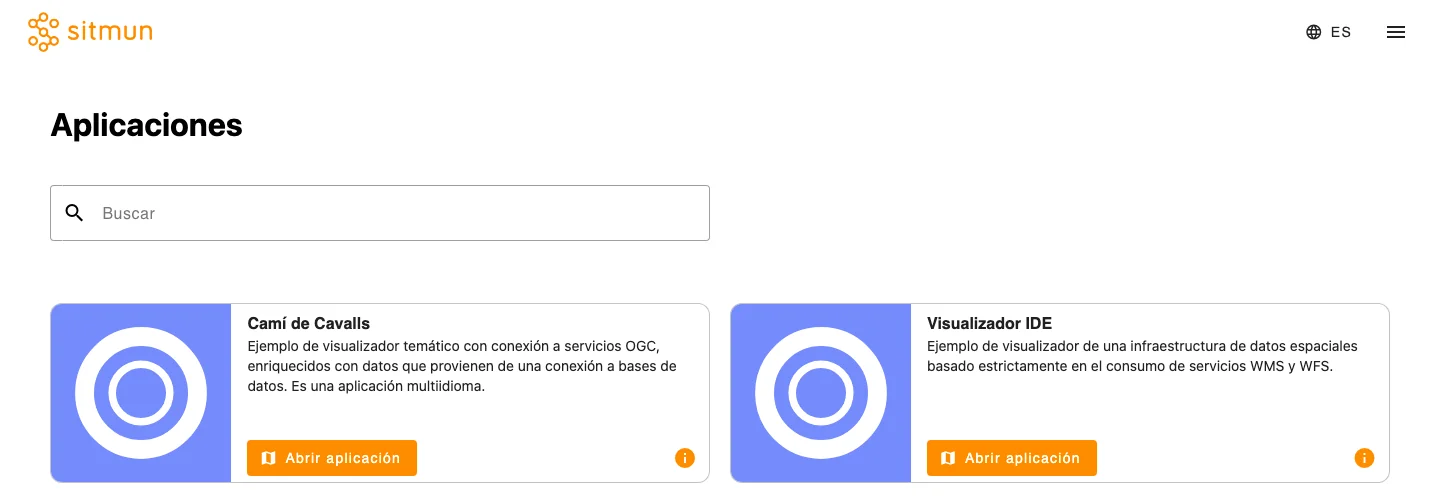 sitmun
ES
Aplicaciones
Buscar
Camí de Cavalls
Ejemplo de visualizador temático con conexión a servicios OGC,
enriquecidos con datos que provienen de una conexión a bases de
datos. Es una aplicación multiidioma.
Abrir aplicación
Visualizador IDE
Ejemplo de visualizador de una infraestructura de datos espaciales
basado estrictamente en el consumo de servicios WMS y WFS.
Abrir aplicación